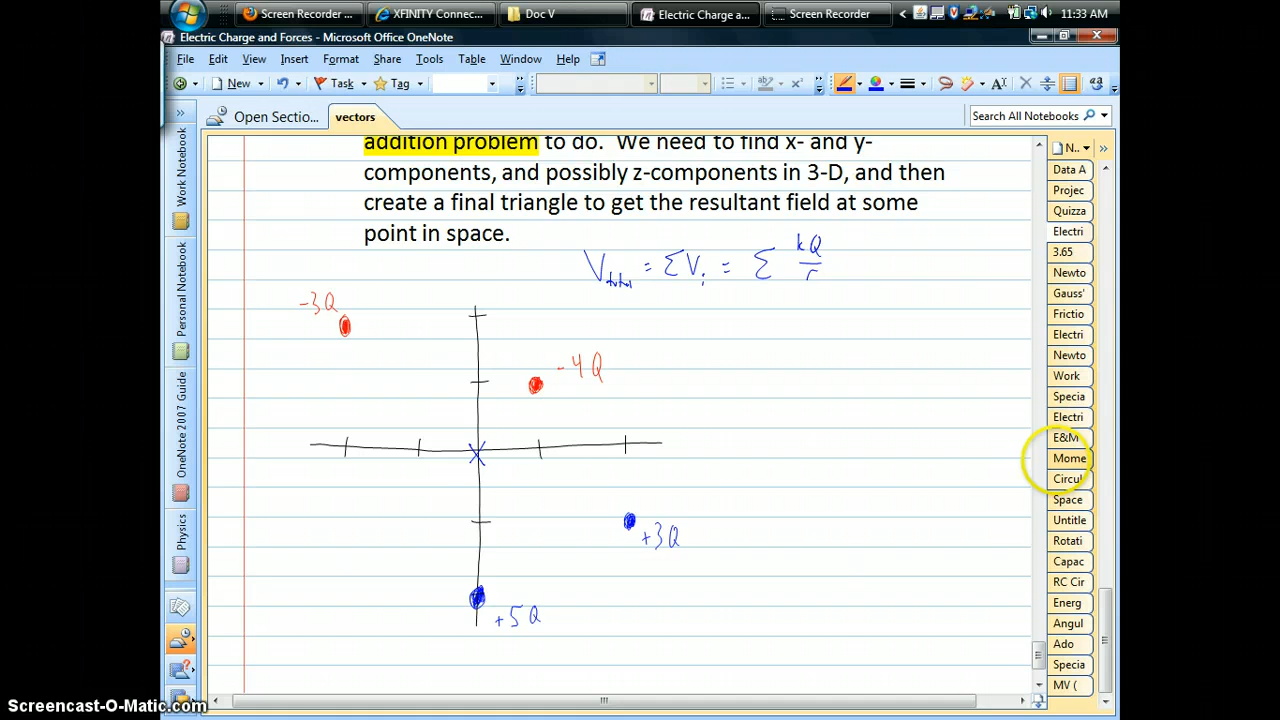 Screen Recorder ...
XFINITY Connec...
Doc V
Electric Charge a...
Screen Recorder
11:33 AM
Electric Charge and Forces - Microsoft Office OneNote
File Edit View Insert Format Share Tools Table Window Help
New Task Tag
Open Sectio... vectors
Search All Notebooks
addition problem to do. We need to find x- and y-
components, and possibly z-components in 3-D, and then
create a final triangle to get the resultant field at some
point in space.
V total = ΣVi = Σ kQ/r
-3Q
-4Q
+3Q
+5Q
Work Notebook
Personal Notebook
OneNote 2007 Guide
Physics
N..
Data A
Projec
Quizza
Electri
3.65
Newto
Gauss'
Frictio
Electri
Newto
Work
Specia
Electri
E&M
Mome
Circul
Space
Untitle
Rotati
Capac
RC Cir
Energ
Angul
Ado
Specia
MV (
Screencast-O-Matic.com